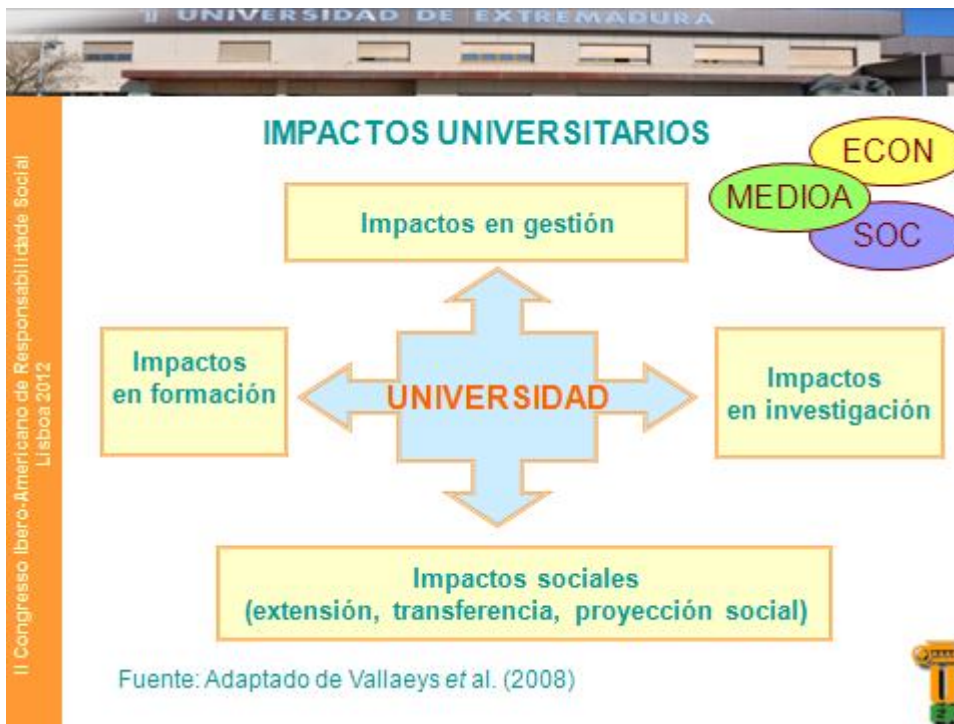 UNIVERSIDAD DE EXTREMADURA
II Congresso Ibero-Americano de Responsabilidade Social
Lisboa 2012
IMPACTOS UNIVERSITARIOS
ECON
MEDIOA
SOC
Impactos en gestión
Impactos
en formación
UNIVERSIDAD
Impactos
en investigación
Impactos sociales
(extensión, transferencia, proyección social)
Fuente: Adaptado de Vallaeys et al. (2008)